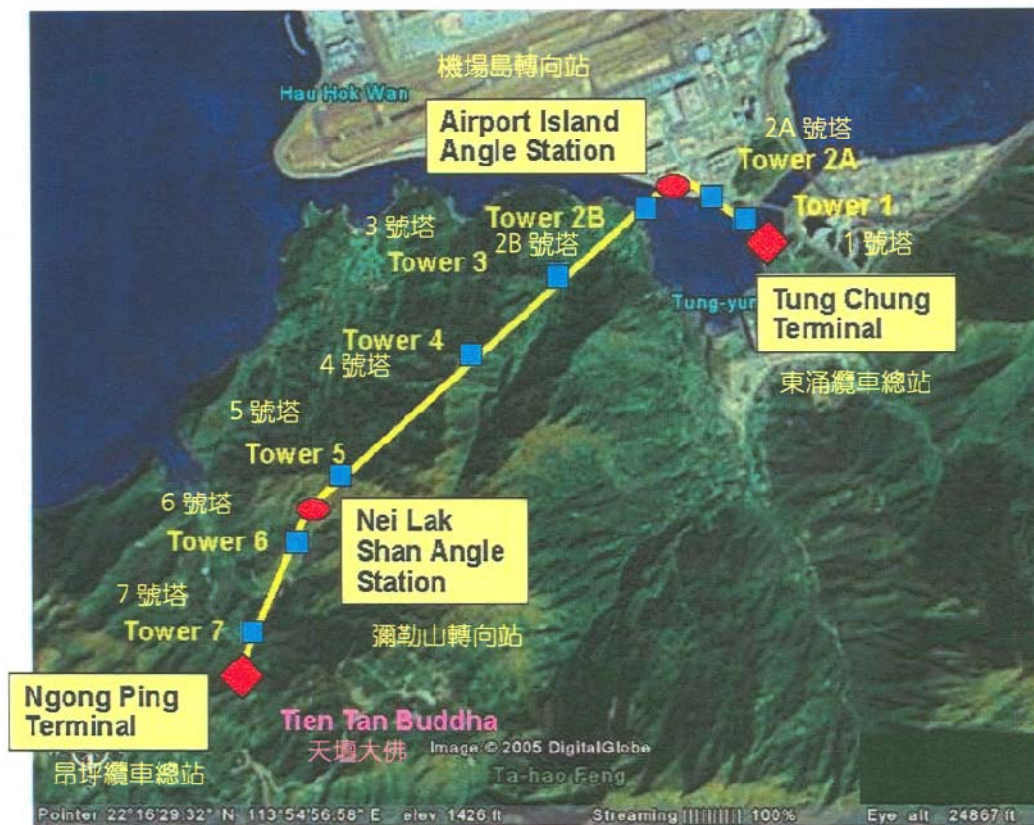 機場島轉向站
Hau Hok Wan
Airport Island
Angle Station
2A 號塔
Tower 2A
Tower 1
1 號塔
3 號塔
Tower 2B
2B 號塔
Tower 3
Tung Chung
Terminal
東涌纜車總站
Tower 4
4 號塔
5 號塔
Tower 5
6 號塔
Tower 6
Nei Lak
Shan Angle
Station
彌勒山轉向站
7 號塔
Tower 7
Ngong Ping
Terminal
昂坪纜車總站
Tien Tan Buddha
天壇大佛
Image © 2005 DigitalGlobe
Ta-hao Feng
Pointer 22°16'29.32" N 113°54'56.58" E elev 1426 ft Streaming |||||||||| 100% Eye alt 24867 ft